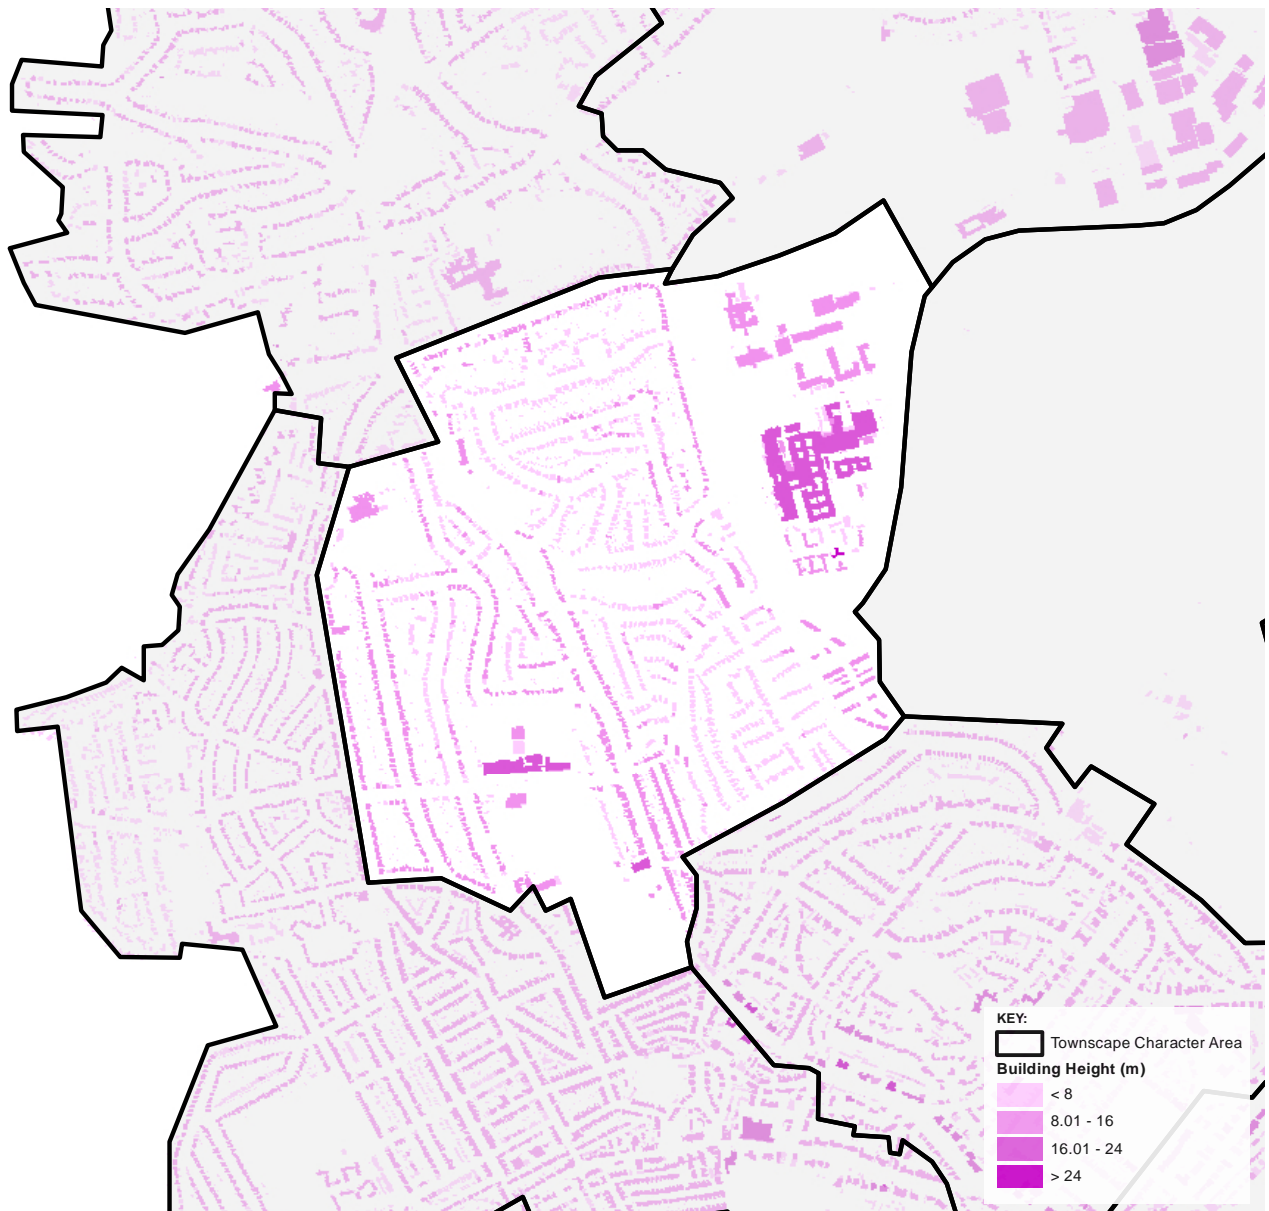 KEY:
Townscape Character Area
Building Height (m)
< 8
8.01 - 16
16.01 - 24
> 24